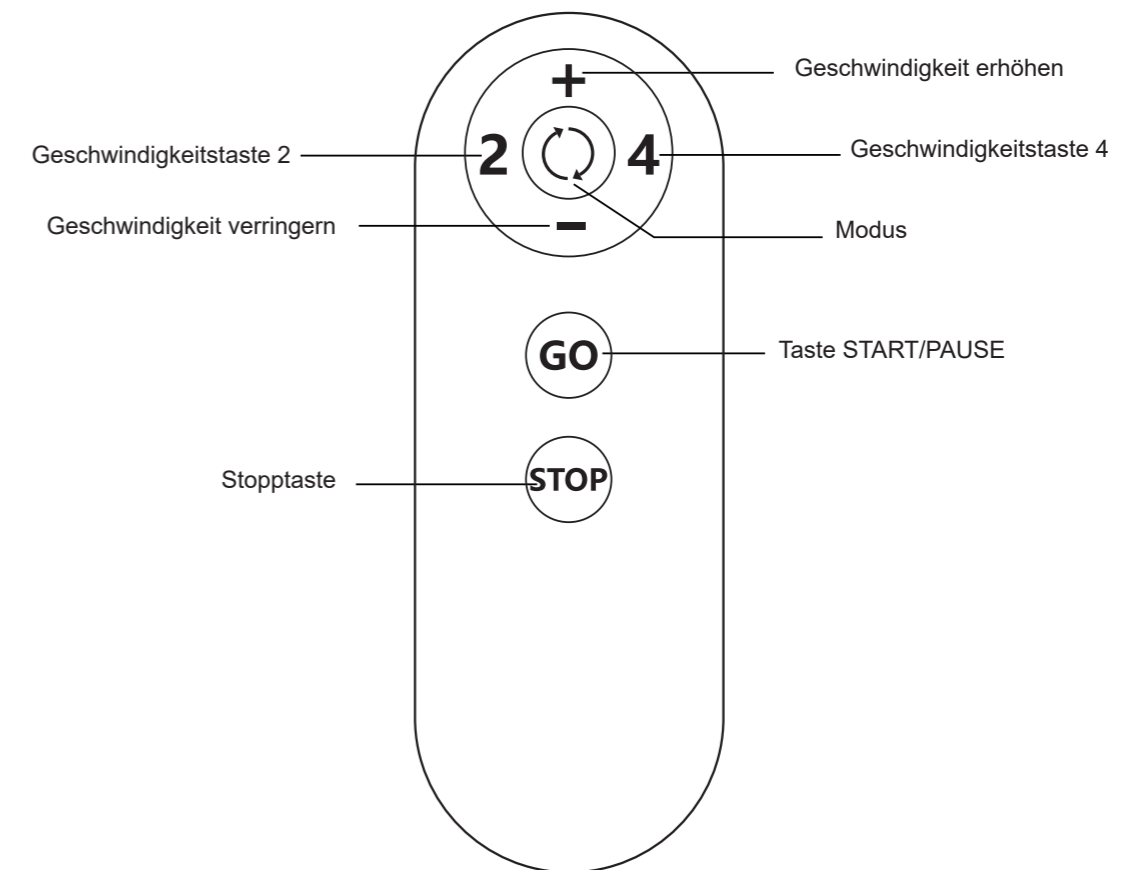 +
Geschwindigkeit erhöhen
Geschwindigkeitstaste 2
2
4
Geschwindigkeitstaste 4
Geschwindigkeit verringern
-
Modus
GO
Taste START/PAUSE
Stopptaste
STOP